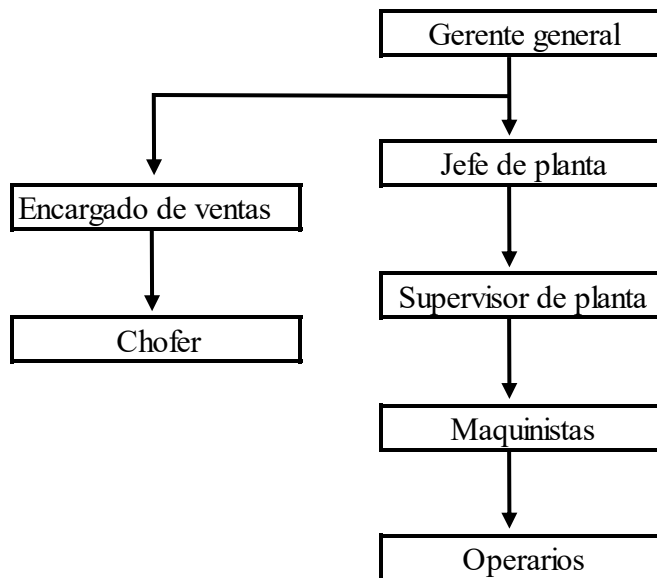 Gerente general
Jefe de planta
Encargado de ventas
Supervisor de planta
Chofer
Maquinistas
Operarios